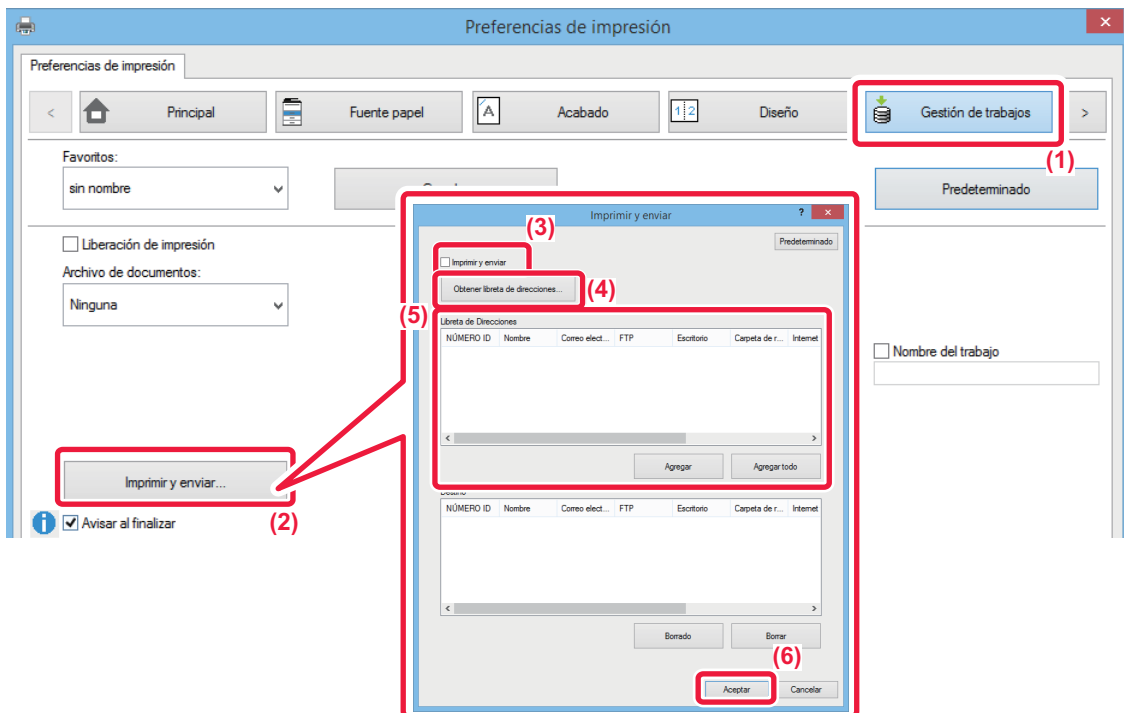 Preferencias de impresión
Preferencias de impresión
<
Principal
Fuente papel
A
Acabado
1 2
Diseño
Gestión de trabajos
>
(1)
Favoritos:
sin nombre
Predeterminado
Liberación de impresión
Archivo de documentos:
Ninguna
Nombre del trabajo
Imprimir y enviar...
(2)
Avisar al finalizar
Imprimir y enviar
?
(3)
Predeterminado
Imprimir y enviar
Obtener libreta de direcciones...
(4)
(5)
Libreta de Direcciones
NÚMERO ID Nombre Correo elect... FTP Escritorio Carpeta de r... Internet
< >
Agregar Agregar todo
Destino
NÚMERO ID Nombre Correo elect... FTP Escritorio Carpeta de r... Internet
< >
Borrado Borrar
(6)
Aceptar Cancelar